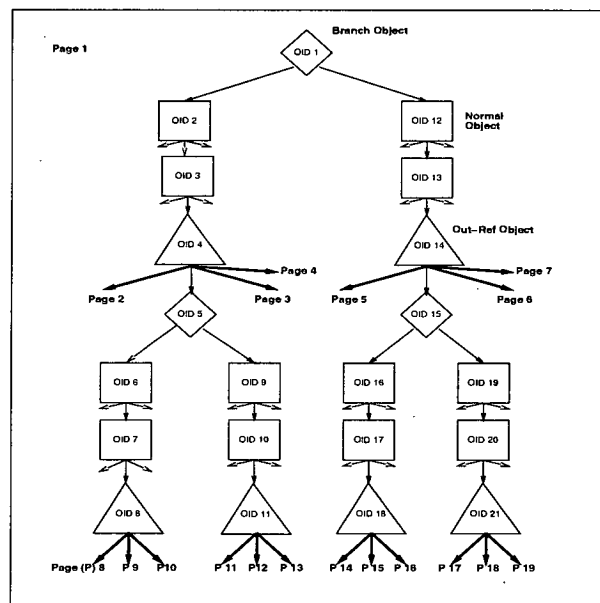 Branch Object
Page 1
OID 1
OID 2
OID 12
Normal
Object
OID 3
OID 13
OID 4
OID 14
Out-Ref Object
Page 4
Page 7
Page 2
Page 3
Page 5
Page 6
OID 5
OID 15
OID 6
OID 9
OID 16
OID 19
OID 7
OID 10
OID 17
OID 20
OID 8
OID 11
OID 18
OID 21
Page (P) 8 P 9 P10 P 11 P12 P 13 P 14 P 15 P 16 P 17 P 18 P 19